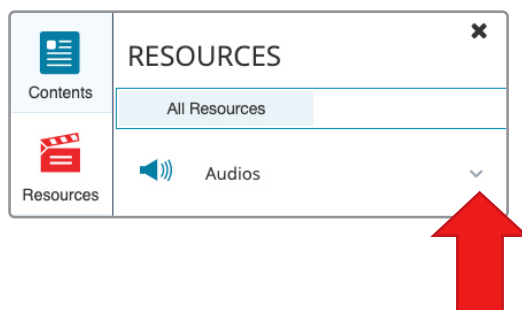 Contents
Resources
RESOURCES
All Resources
Audios